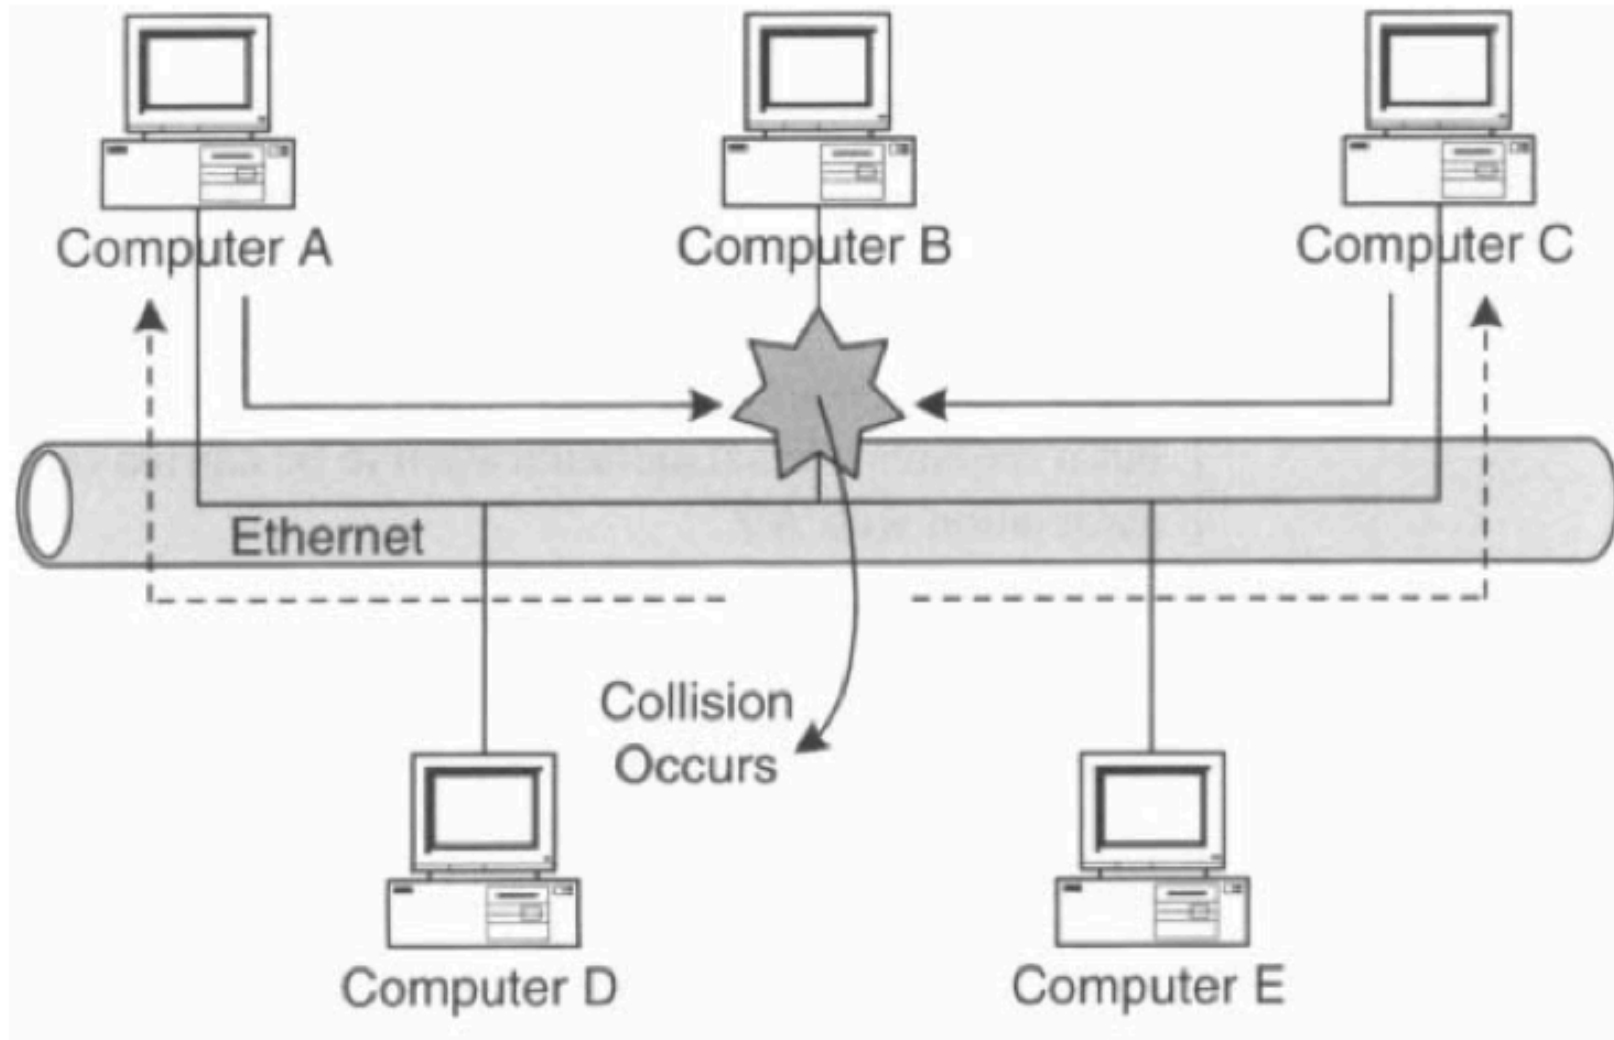 Computer A
Computer B
Computer C
Ethernet
Collision
Occurs
Computer D
Computer E